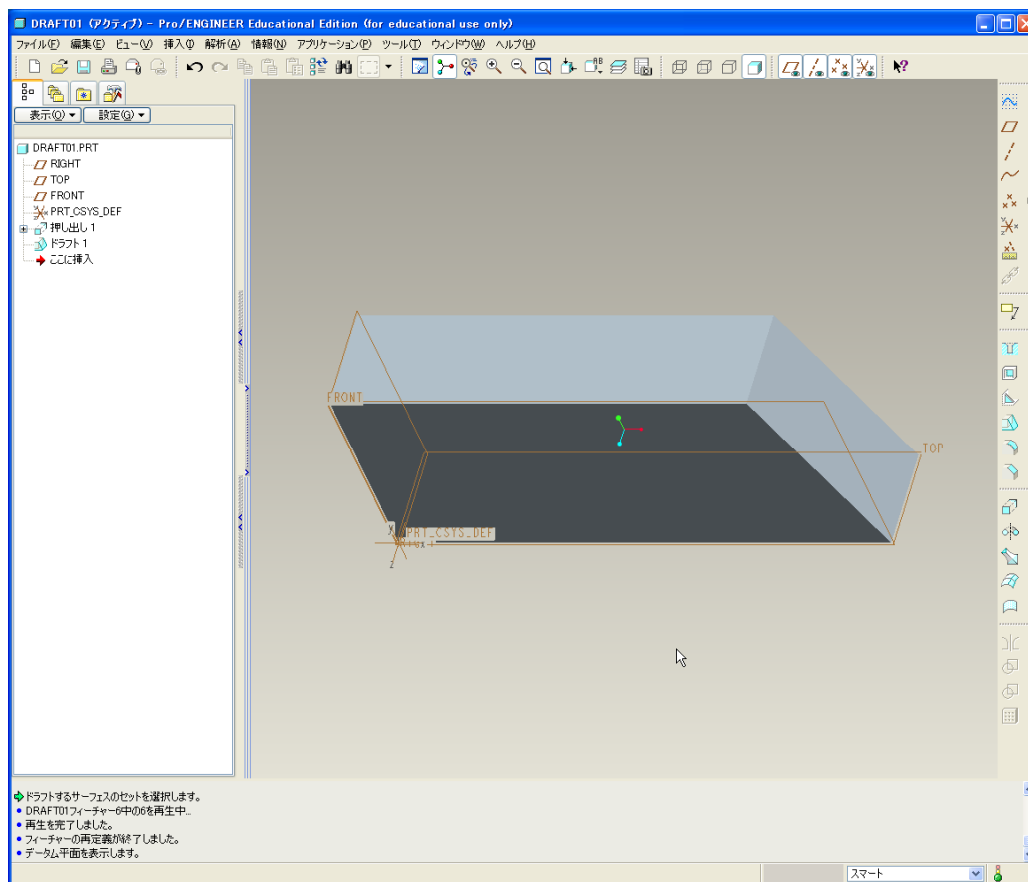 DRAFT01 (アクティブ) - Pro/ENGINEER Educational Edition (for educational use only)
ファイル(F) 編集(E) ビュー(V) 挿入(I) 解析(A) 情報(N) アプリケーション(P) ツール(T) ウィンドウ(W) ヘルプ(H)
表示(O) 設定(G)
DRAFT01.PRT
RIGHT
TOP
FRONT
PRT_CSYS_DEF
押し出し 1
ドラフト 1
ここに挿入
FRONT
TOP
y
PRT_CSYS_DEF
x
z
ドラフトするサーフェスのセットを選択します。
DRAFT01フィーチャー6中の6を再生中...
再生を完了しました。
フィーチャーの再定義が終了しました。
データム平面を表示します。
スマート